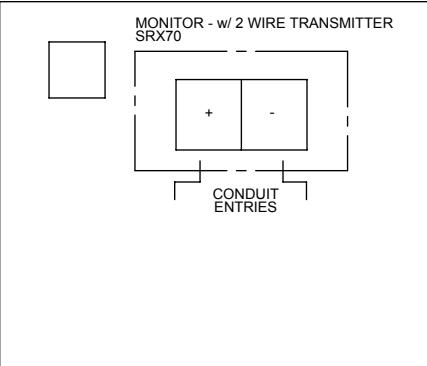 MONITOR - w/ 2 WIRE TRANSMITTER
SRX70
+ -
CONDUIT
ENTRIES